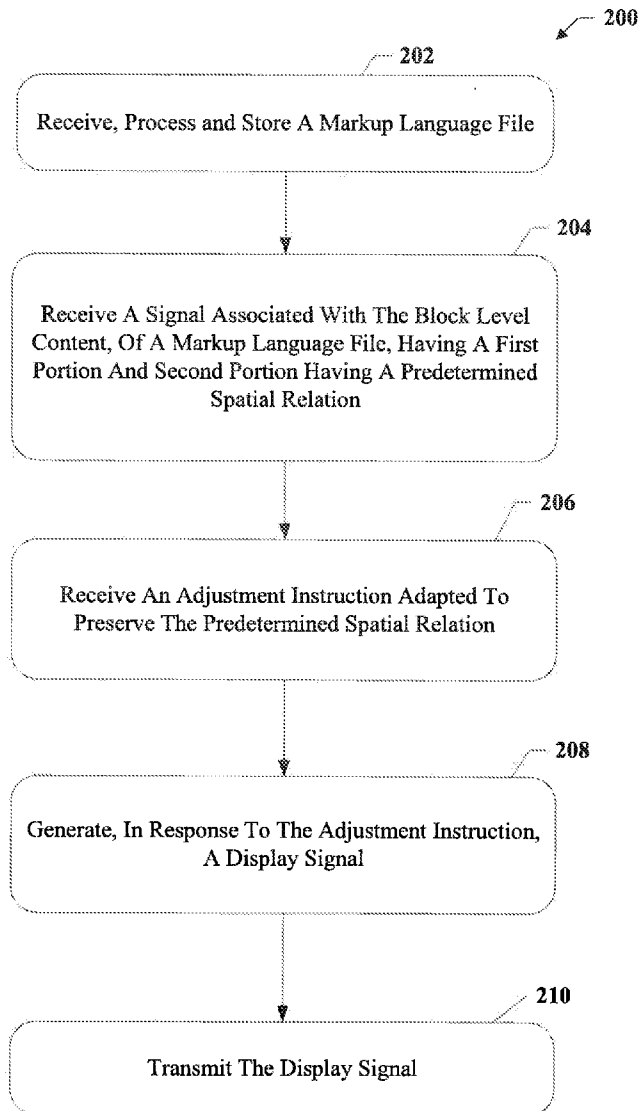 200
202
Receive, Process and Store A Markup Language File
204
Receive A Signal Associated With The Block Level
Content, Of A Markup Language File, Having A First
Portion And Second Portion Having A Predetermined
Spatial Relation
206
Receive An Adjustment Instruction Adapted To
Preserve The Predetermined Spatial Relation
208
Generate, In Response To The Adjustment Instruction,
A Display Signal
210
Transmit The Display Signal